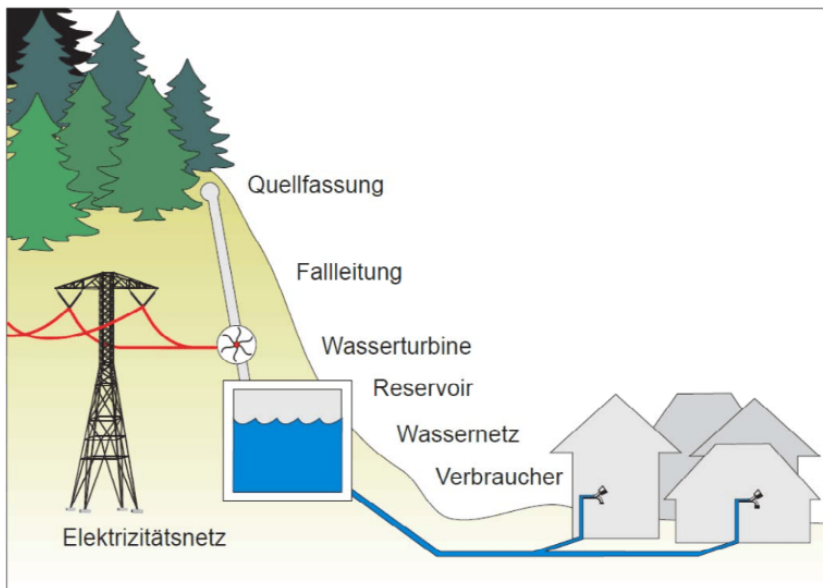 Quellfassung
Fallleitung
Wasserturbine
Reservoir
Wassernetz
Verbraucher
Elektrizitätsnetz